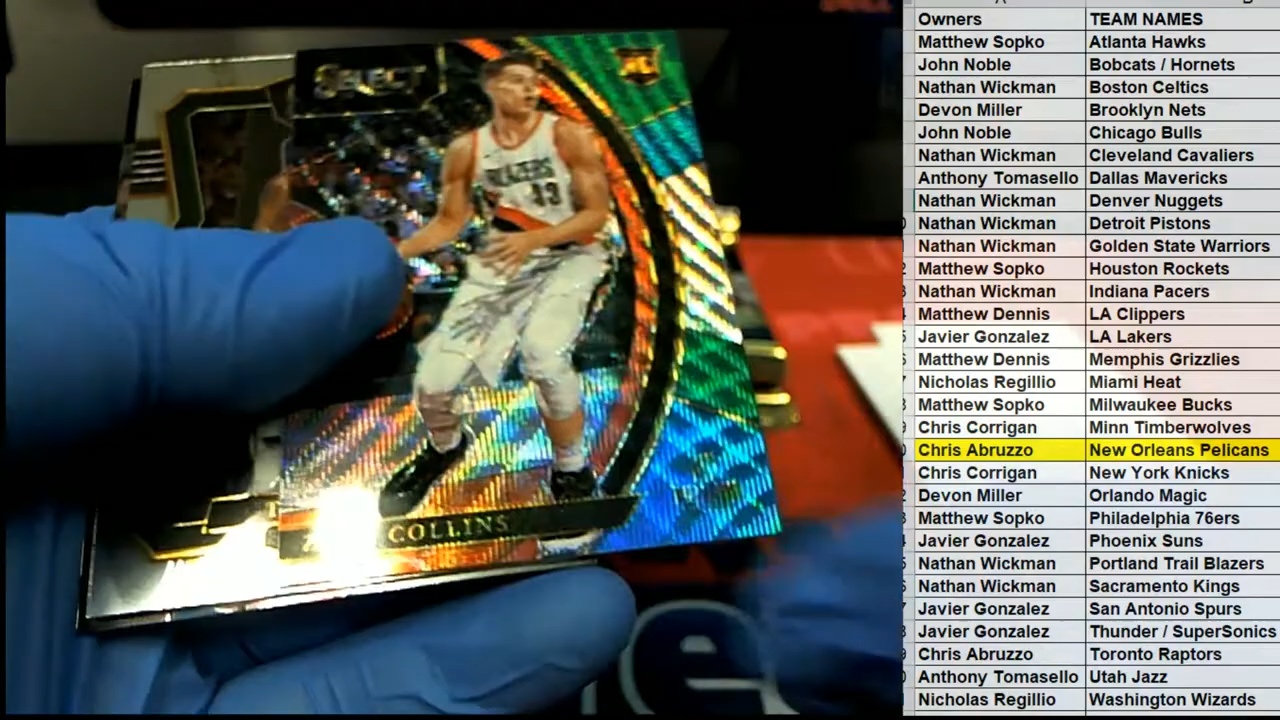 SELECT
RC
BLAZERS
33
COLLINS
e
Owners TEAM NAMES
Matthew Sopko Atlanta Hawks
John Noble Bobcats / Hornets
Nathan Wickman Boston Celtics
Devon Miller Brooklyn Nets
John Noble Chicago Bulls
Nathan Wickman Cleveland Cavaliers
Anthony Tomasello Dallas Mavericks
Nathan Wickman Denver Nuggets
Nathan Wickman Detroit Pistons
Nathan Wickman Golden State Warriors
Matthew Sopko Houston Rockets
Nathan Wickman Indiana Pacers
Matthew Dennis LA Clippers
Javier Gonzalez LA Lakers
Matthew Dennis Memphis Grizzlies
Nicholas Regillio Miami Heat
Matthew Sopko Milwaukee Bucks
Chris Corrigan Minn Timberwolves
Chris Abruzzo New Orleans Pelicans
Chris Corrigan New York Knicks
Devon Miller Orlando Magic
Matthew Sopko Philadelphia 76ers
Javier Gonzalez Phoenix Suns
Nathan Wickman Portland Trail Blazers
Nathan Wickman Sacramento Kings
Javier Gonzalez San Antonio Spurs
Javier Gonzalez Thunder / SuperSonics
Chris Abruzzo Toronto Raptors
Anthony Tomasello Utah Jazz
Nicholas Regillio Washington Wizards